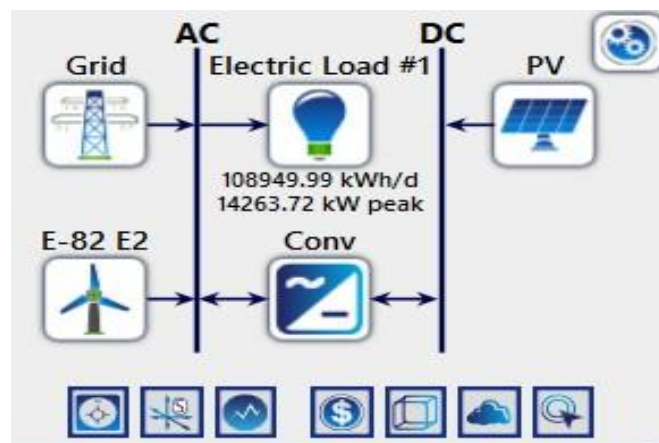 AC DC
Grid Electric Load #1 PV
108949.99 kWh/d
14263.72 kW peak
E-82 E2 Conv
$